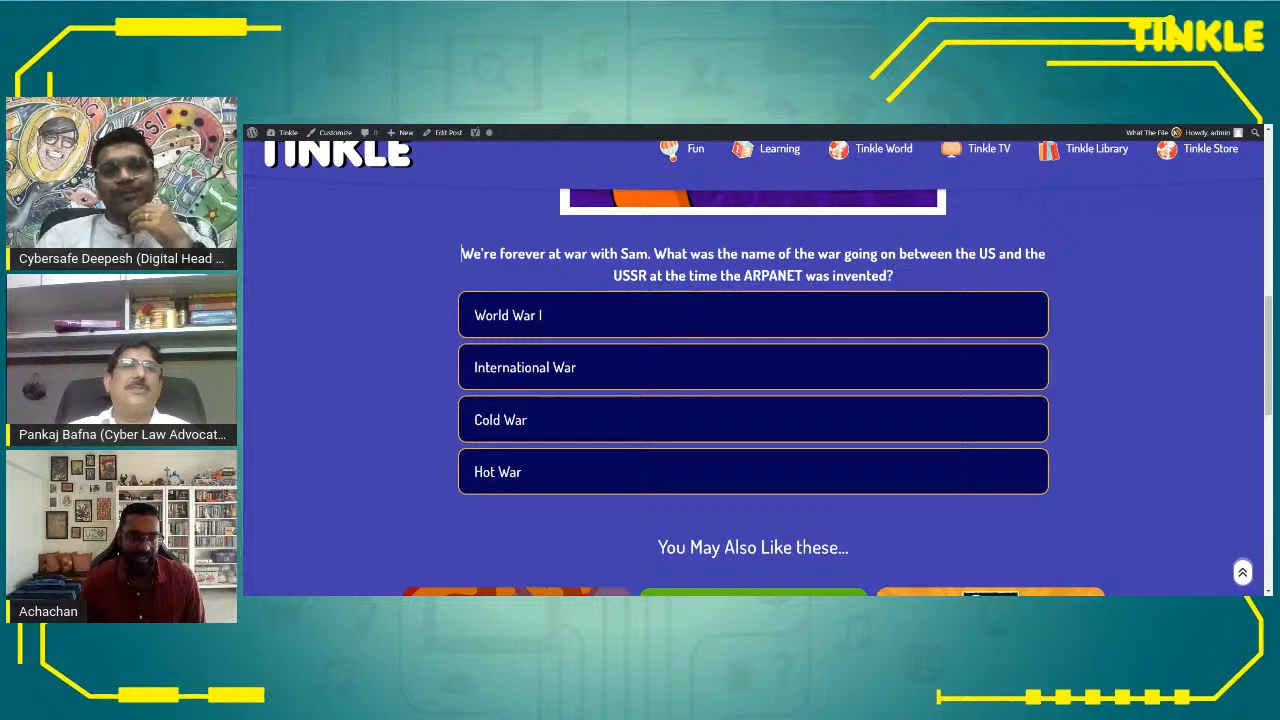 TINKLE
Tinkle Customize 0 New Edit Post What The File Howdy, admin
TINKLE Fun Learning Tinkle World Tinkle TV Tinkle Library Tinkle Store
We're forever at war with Sam. What was the name of the war going on between the US and the
USSR at the time the ARPANET was invented?
World War I
International War
Cold War
Hot War
You May Also Like these...
Cybersafe Deepesh (Digital Head ...
Pankaj Bafna (Cyber Law Advocat...
Achachan